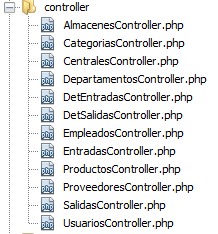 controller
AlmacenesController.php
CategoriasController.php
CentralesController.php
DepartamentosController.php
DetEntradasController.php
DetSalidasController.php
EmpleadosController.php
EntradasController.php
ProductosController.php
ProveedoresController.php
SalidasController.php
UsuariosController.php